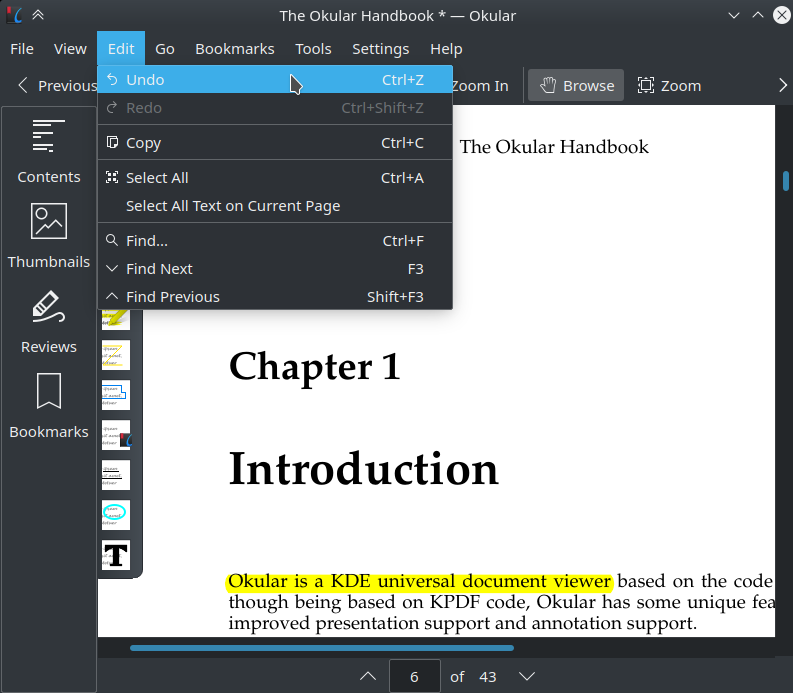 The Okular Handbook * — Okular
File View Edit Go Bookmarks Tools Settings Help
Previous Zoom In Browse Zoom
Undo Ctrl+Z
Redo Ctrl+Shift+Z
Copy Ctrl+C
Select All Ctrl+A
Select All Text on Current Page
Find... Ctrl+F
Find Next F3
Find Previous Shift+F3
Contents
Thumbnails
Reviews
Bookmarks
The Okular Handbook
Chapter 1
Introduction
Okular is a KDE universal document viewer based on the code
though being based on KPDF code, Okular has some unique fea
improved presentation support and annotation support.
T
6 of 43